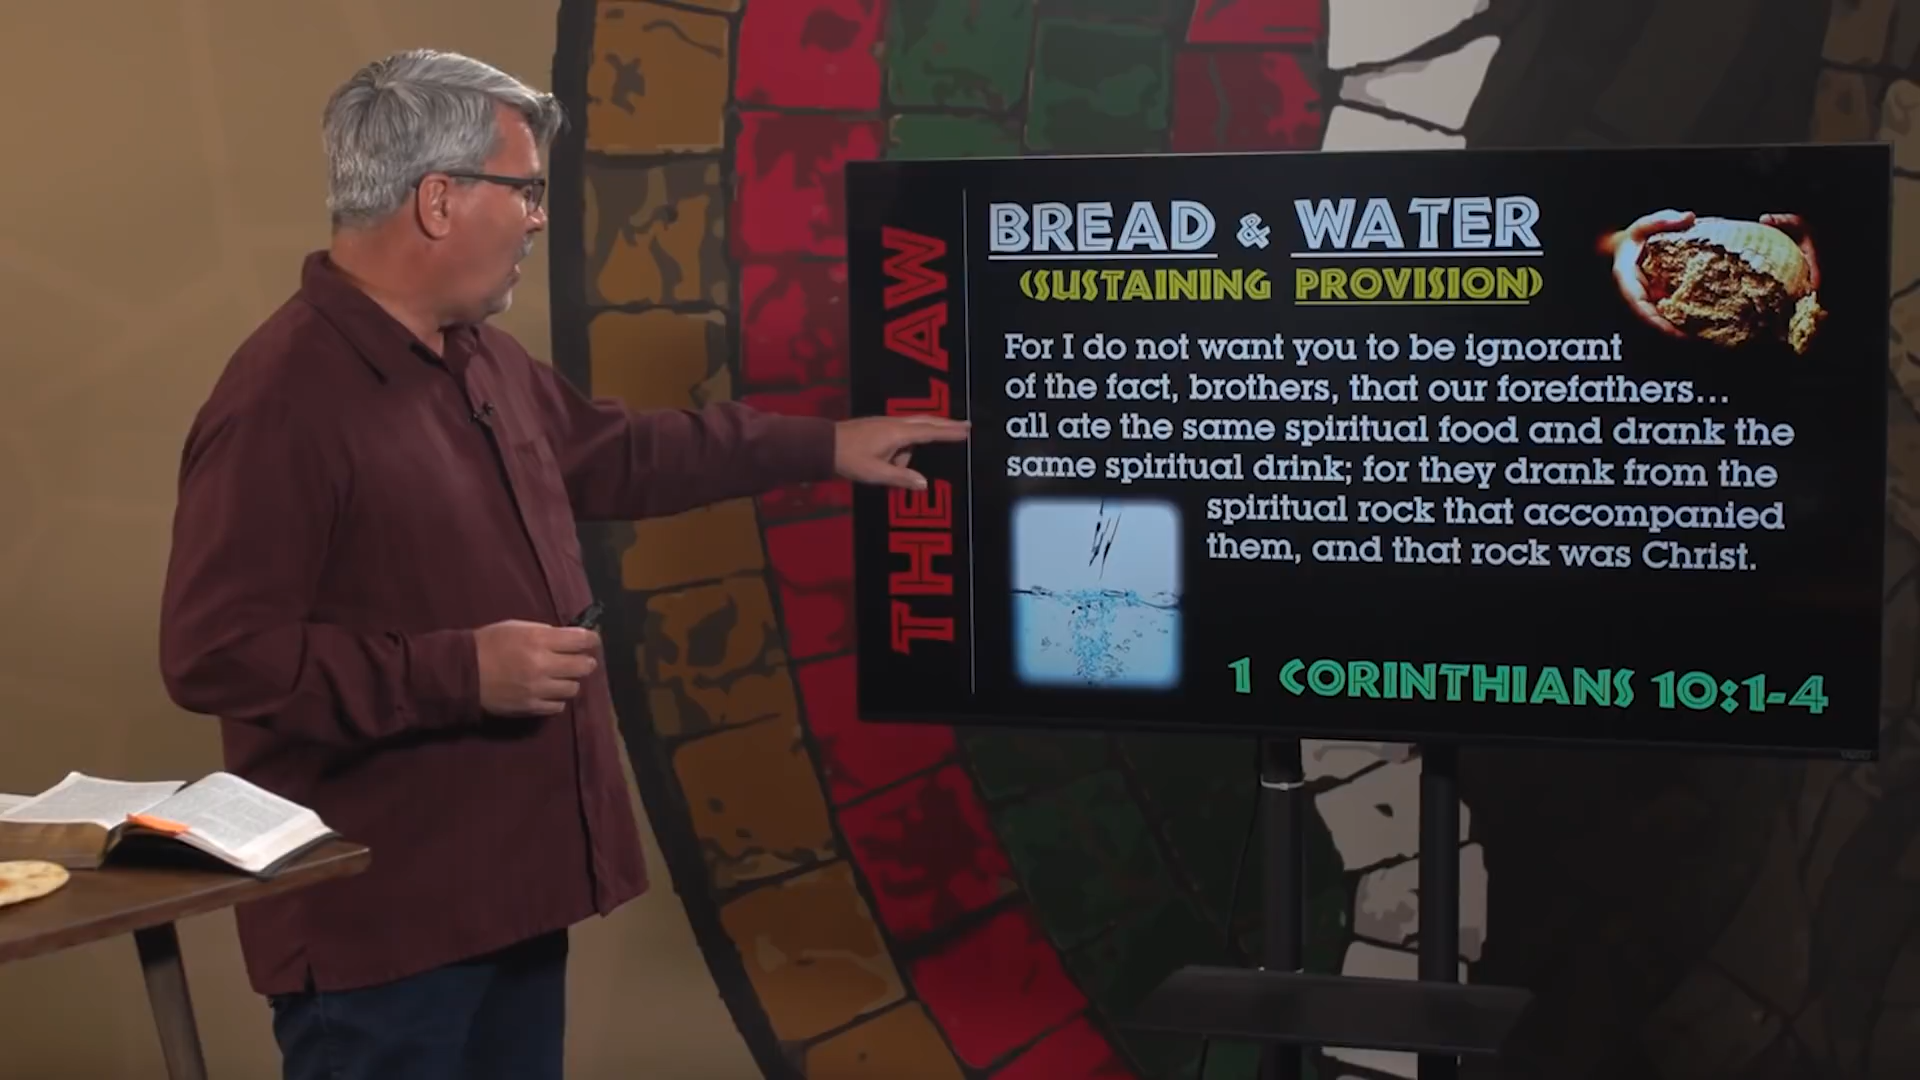 THE LAW
BREAD & WATER
(SUSTAINING PROVISION)
For I do not want you to be ignorant
of the fact, brothers, that our forefathers...
all ate the same spiritual food and drank the
same spiritual drink; for they drank from the
spiritual rock that accompanied
them, and that rock was Christ.
1 CORINTHIANS 10:1-4